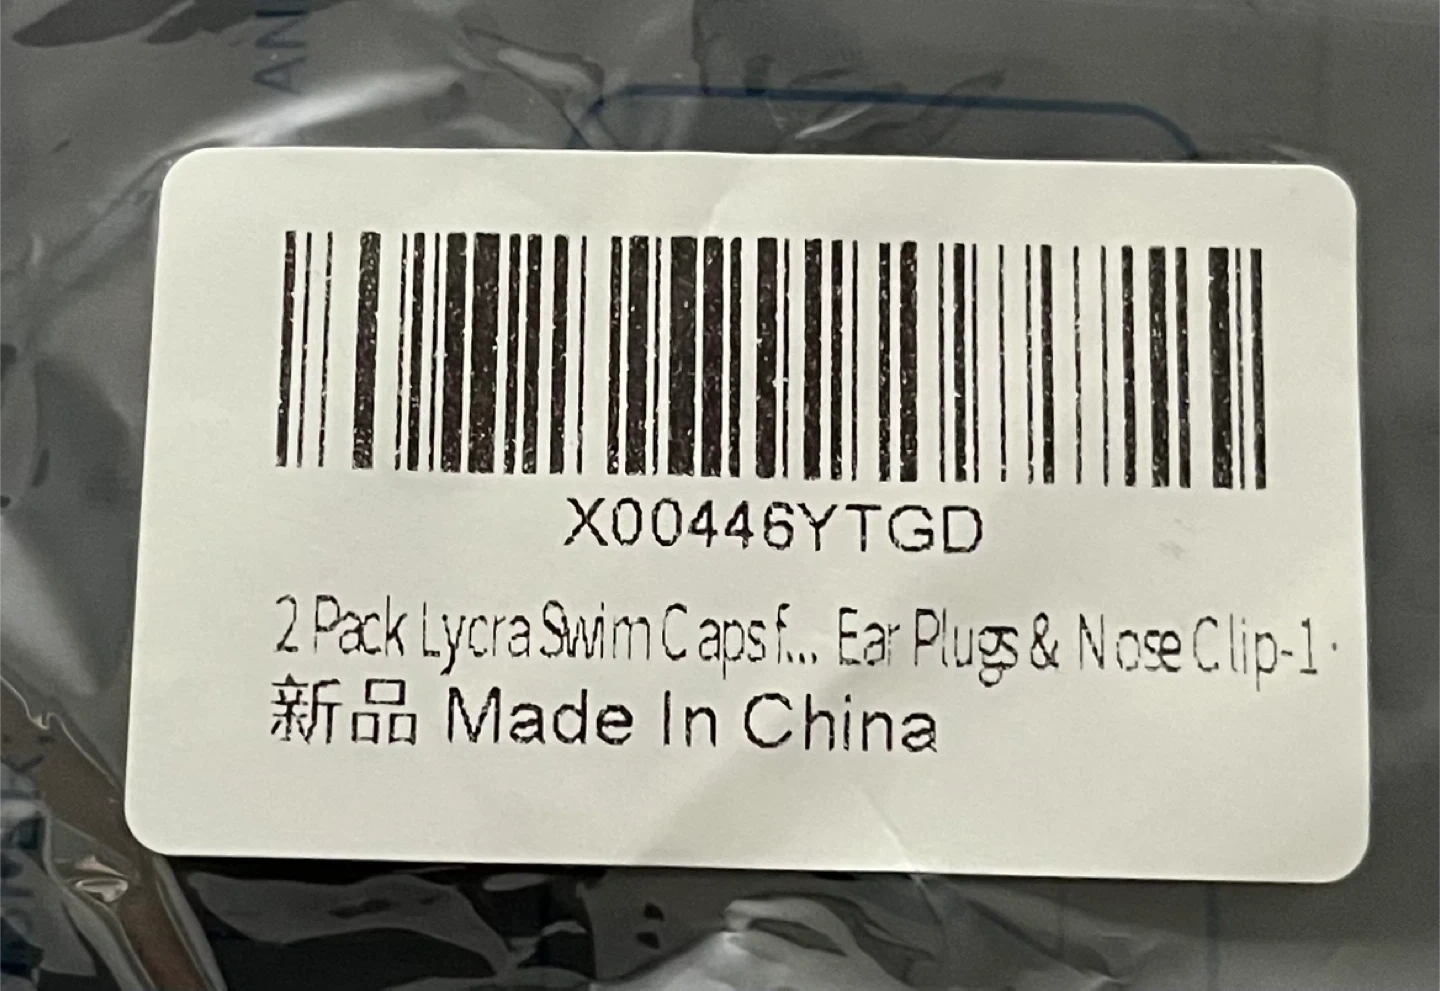 X00446YTGD
2 Pack Lycra Swim Caps f... Ear Plugs & Nose Clip-1
新品 Made In China